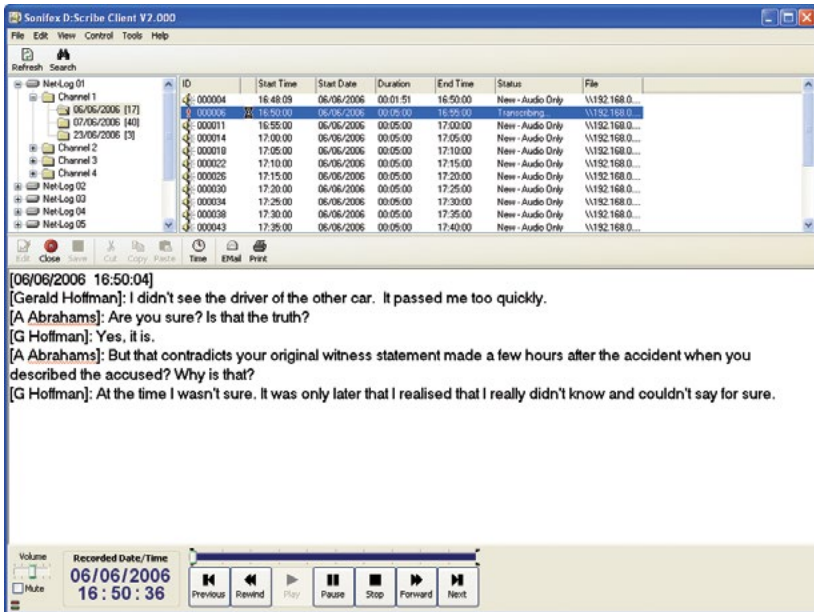 Sonifex D:Scribe Client V2.000
File Edit View Control Tools Help
Refresh Search
Net-Log 01
Channel 1
06/06/2006 [17]
07/06/2006 [40]
23/06/2006 [3]
Channel 2
Channel 3
Channel 4
Net-Log 02
Net-Log 03
Net-Log 04
Net-Log 05
ID Start Time Start Date Duration End Time Status File
000004 16:48:09 06/06/2006 00:01:51 16:50:00 New - Audio Only \\192.168.0....
000006 16:50:00 06/06/2006 00:05:00 16:55:00 Transcribing... \\192.168.0....
000011 16:55:00 06/06/2006 00:05:00 17:00:00 New - Audio Only \\192.168.0....
000014 17:00:00 06/06/2006 00:05:00 17:05:00 New - Audio Only \\192.168.0....
000018 17:05:00 06/06/2006 00:05:00 17:10:00 New - Audio Only \\192.168.0....
000022 17:10:00 06/06/2006 00:05:00 17:15:00 New - Audio Only \\192.168.0....
000026 17:15:00 06/06/2006 00:05:00 17:20:00 New - Audio Only \\192.168.0....
000030 17:20:00 06/06/2006 00:05:00 17:25:00 New - Audio Only \\192.168.0....
000034 17:25:00 06/06/2006 00:05:00 17:30:00 New - Audio Only \\192.168.0....
000038 17:30:00 06/06/2006 00:05:00 17:35:00 New - Audio Only \\192.168.0....
000043 17:35:00 06/06/2006 00:05:00 17:40:00 New - Audio Only \\192.168.0....
Edit Close Save Cut Copy Paste Time EMail Print
[06/06/2006 16:50:04]
[Gerald Hoffman]: I didn't see the driver of the other car. It passed me too quickly.
[A Abrahams]: Are you sure? Is that the truth?
[G Hoffman]: Yes, it is.
[A Abrahams]: But that contradicts your original witness statement made a few hours after the accident when you
described the accused? Why is that?
[G Hoffman]: At the time I wasn't sure. It was only later that I realised that I really didn't know and couldn't say for sure.
Volume
Mute
Recorded Date/Time
06/06/2006
16:50:36
Previous Rewind Play Pause Stop Forward Next